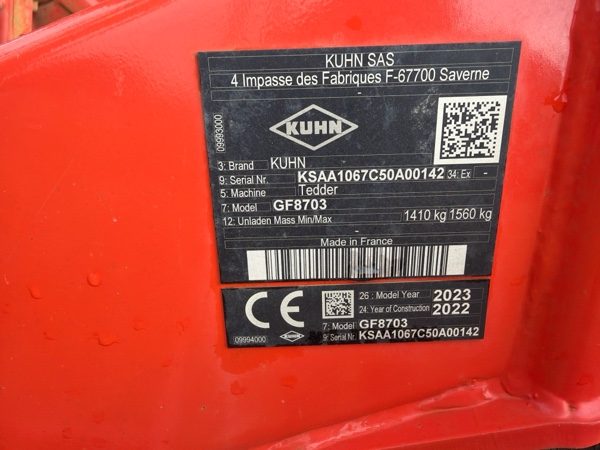 KUHN SAS
4 Impasse des Fabriques F-67700 Saverne
-
KUHN
09993000
3: Brand KUHN
9: Serial Nr. KSAA1067C50A00142 34: Ex -
5: Machine Tedder
7: Model GF8703
12: Unladen Mass Min/Max 1410 kg 1560 kg
-
Made in France
CE
26 : Model Year 2023
24: Year of Construction 2022
7: Model GF8703
9: Serial Nr. KSAA1067C50A00142
09994000
KUHN